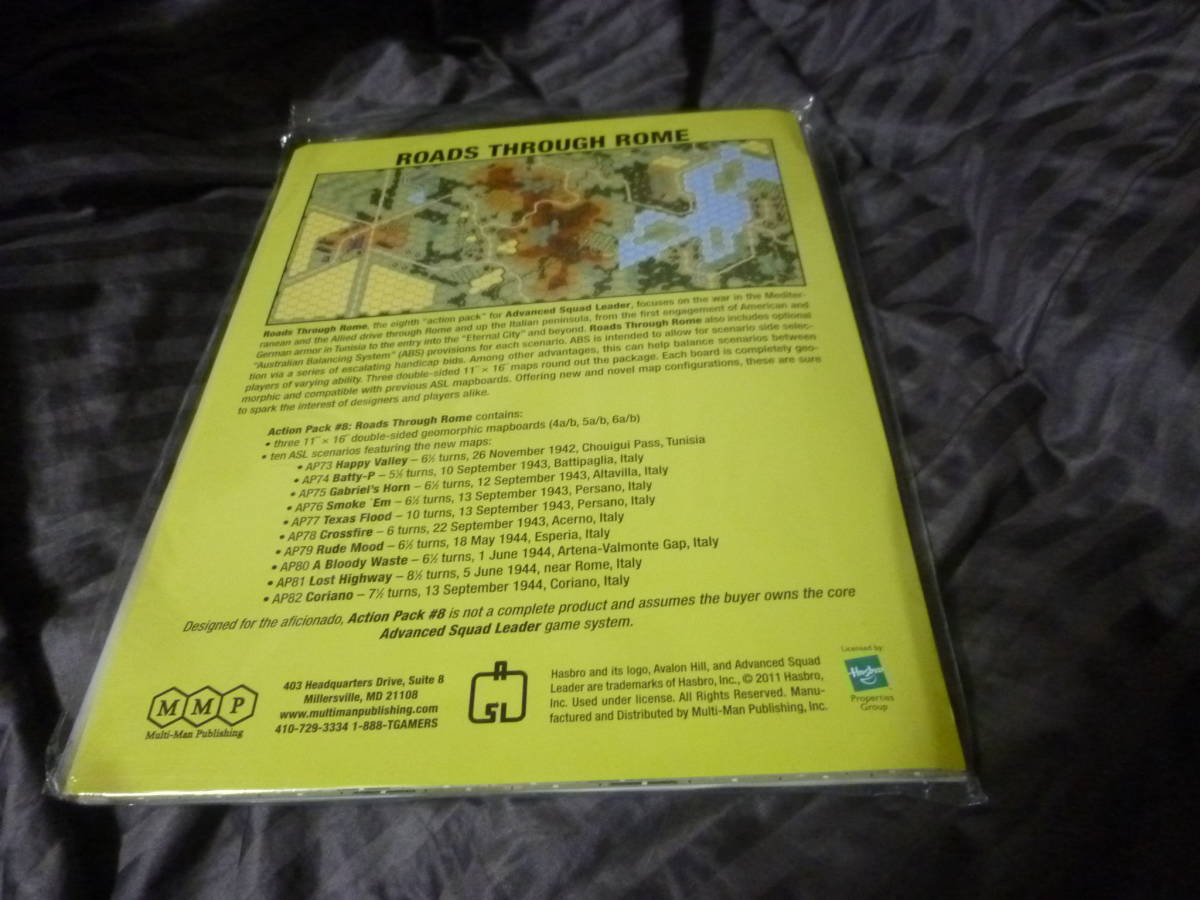 ROADS THROUGH ROME
Roads Through Rome, the eighth "action pack" for Advanced Squad Leader, focuses on the war in the Mediter-
ranean and the Allied drive through Rome and up the Italian peninsula, from the first engagement of American and
German armor in Tunisia to the entry into the "Eternal City" and beyond. Roads Through Rome also includes optional
"Australian Balancing System" (ABS) provisions for each scenario. ABS is intended to allow for scenario side selec-
tion via a series of escalating handicap bids. Among other advantages, this can help balance scenarios between
players of varying ability. Three double-sided 11″ × 16″ maps round out the package. Each board is completely geo-
morphic and compatible with previous ASL mapboards. Offering new and novel map configurations, these are sure
to spark the interest of designers and players alike.
Action Pack #8: Roads Through Rome contains:
• three 11″ × 16″ double-sided geomorphic mapboards (4a/b, 5a/b, 6a/b)
• ten ASL scenarios featuring the new maps:
• AP73 Happy Valley – 6½ turns, 26 November 1942, Chouigui Pass, Tunisia
• AP74 Batty-P – 5½ turns, 10 September 1943, Battipaglia, Italy
• AP75 Gabriel's Horn – 6½ turns, 12 September 1943, Altavilla, Italy
• AP76 Smoke 'Em – 6½ turns, 13 September 1943, Persano, Italy
• AP77 Texas Flood – 10 turns, 13 September 1943, Persano, Italy
• AP78 Crossfire – 6 turns, 22 September 1943, Acerno, Italy
• AP79 Rude Mood – 6½ turns, 18 May 1944, Esperia, Italy
• AP80 A Bloody Waste – 6½ turns, 1 June 1944, Artena-Valmonte Gap, Italy
• AP81 Lost Highway – 8½ turns, 5 June 1944, near Rome, Italy
• AP82 Coriano – 7½ turns, 13 September 1944, Coriano, Italy
Designed for the aficionado, Action Pack #8 is not a complete product and assumes the buyer owns the core
Advanced Squad Leader game system.
MMP
Multi-Man Publishing
403 Headquarters Drive, Suite 8
Millersville, MD 21108
www.multimanpublishing.com
410-729-3334 1-888-TGAMERS
A
SL
Hasbro and its logo, Avalon Hill, and Advanced Squad
Leader are trademarks of Hasbro, Inc., © 2011 Hasbro,
Inc. Used under license. All Rights Reserved. Manu-
factured and Distributed by Multi-Man Publishing, Inc.
Licensed by:
Hasbro
Properties
Group